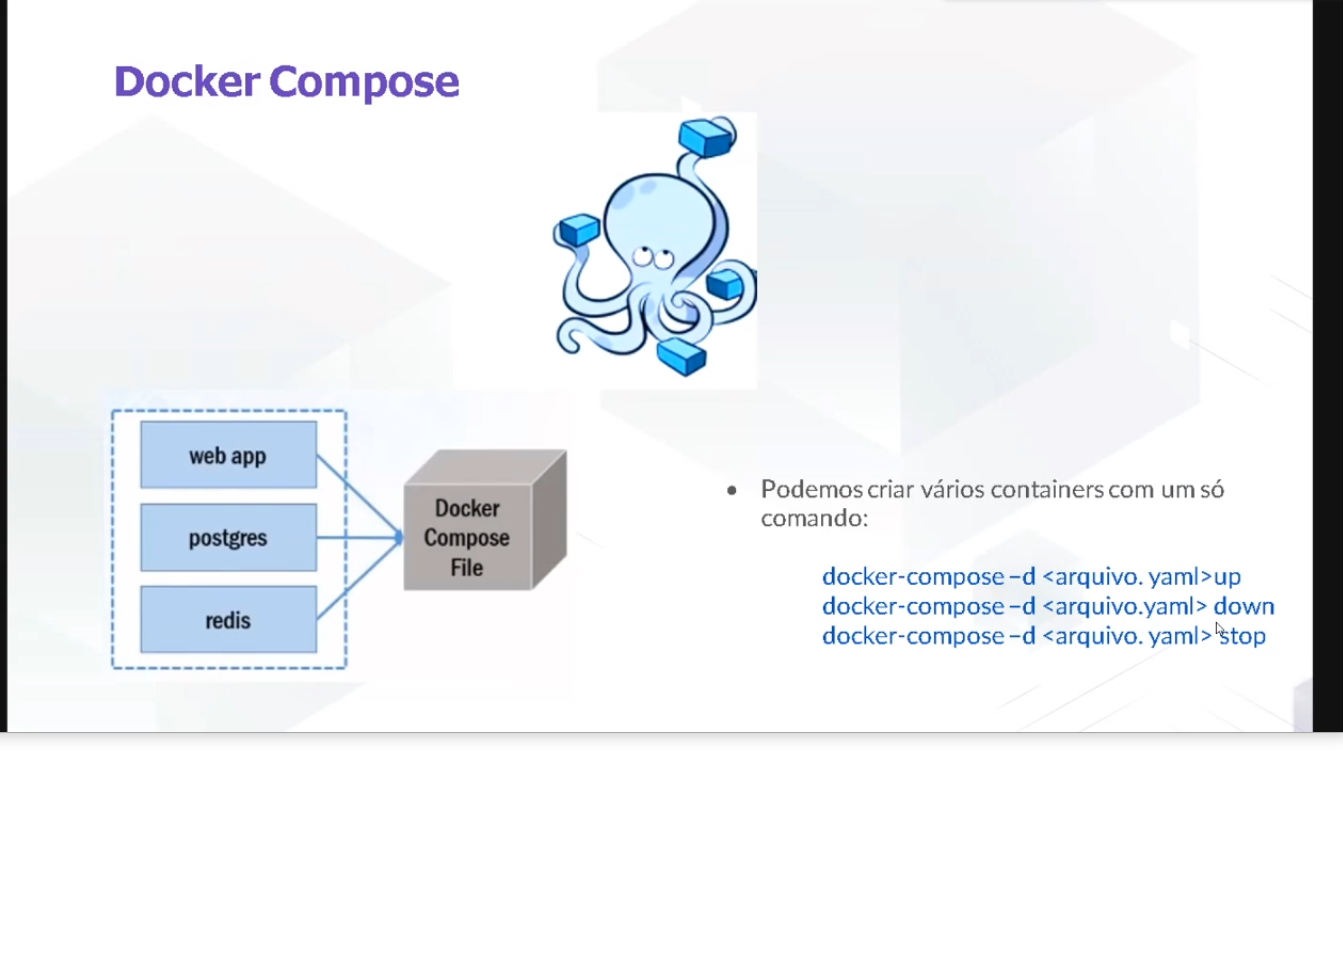 Docker Compose
web app
postgres
redis
Docker
Compose
File
• Podemos criar vários containers com um só
comando:
docker-compose –d <arquivo. yaml>up
docker-compose –d <arquivo.yaml> down
docker-compose –d <arquivo. yaml> stop